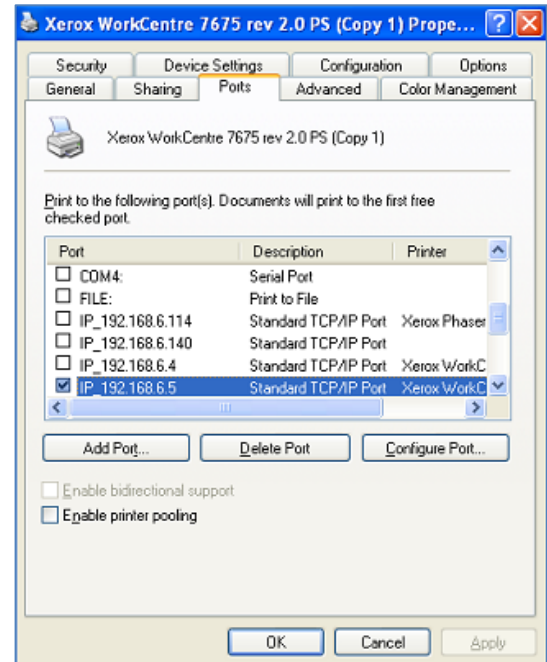 Xerox WorkCentre 7675 rev 2.0 PS (Copy 1) Prope...
Security Device Settings Configuration Options
General Sharing Ports Advanced Color Management
Xerox WorkCentre 7675 rev 2.0 PS (Copy 1)
Print to the following port(s). Documents will print to the first free
checked port.
Port Description Printer
COM4: Serial Port
FILE: Print to File
IP_192.168.6.114 Standard TCP/IP Port Xerox Phaser
IP_192.168.6.140 Standard TCP/IP Port
IP_192.168.6.4 Standard TCP/IP Port Xerox WorkC
IP_192.168.6.5 Standard TCP/IP Port Xerox WorkC
Add Port... Delete Port Configure Port...
Enable bidirectional support
Enable printer pooling
OK Cancel Apply